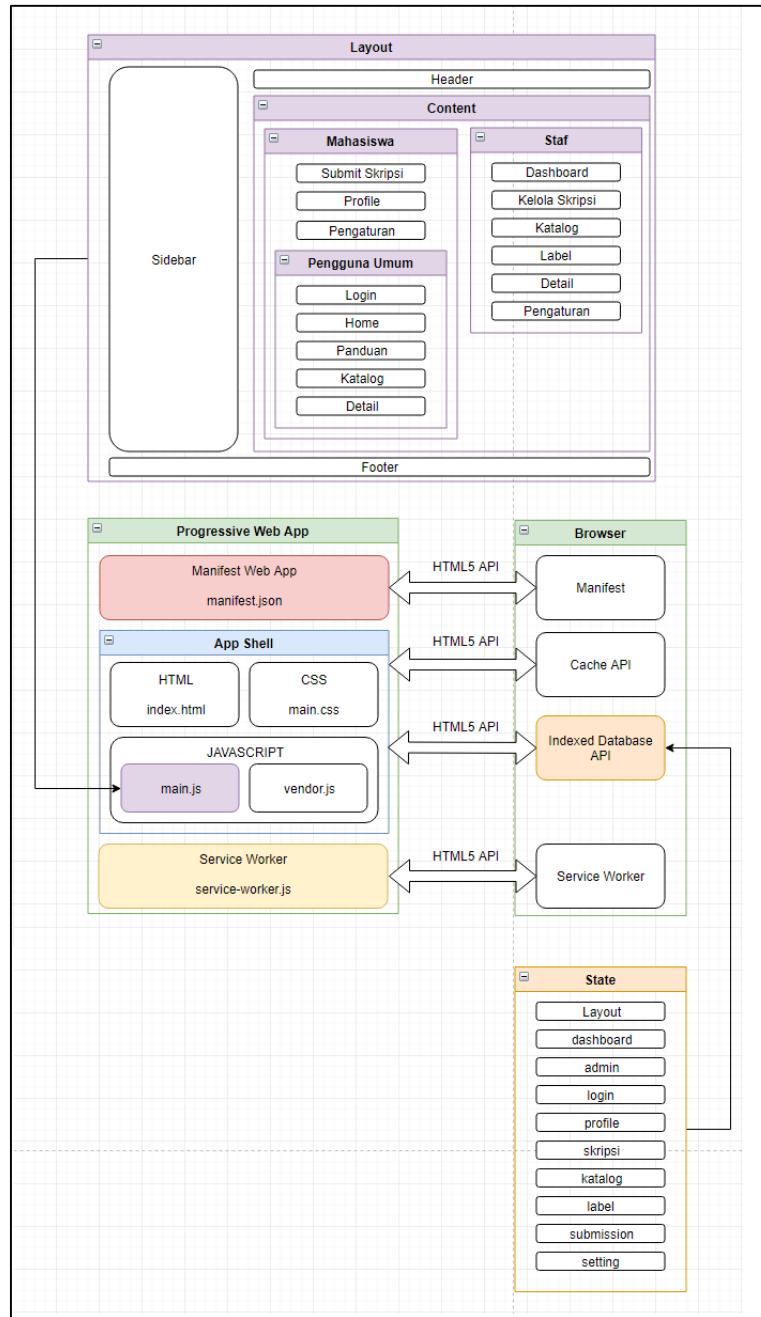 Layout
Header
Sidebar
Content
Mahasiswa
Submit Skripsi
Profile
Pengaturan
Pengguna Umum
Login
Home
Panduan
Katalog
Detail
Staf
Dashboard
Kelola Skripsi
Katalog
Label
Detail
Pengaturan
Footer
Progressive Web App
Manifest Web App
manifest.json
App Shell
HTML
index.html
CSS
main.css
JAVASCRIPT
main.js
vendor.js
Service Worker
service-worker.js
HTML5 API
HTML5 API
HTML5 API
HTML5 API
Browser
Manifest
Cache API
Indexed Database
API
Service Worker
State
Layout
dashboard
admin
login
profile
skripsi
katalog
label
submission
setting